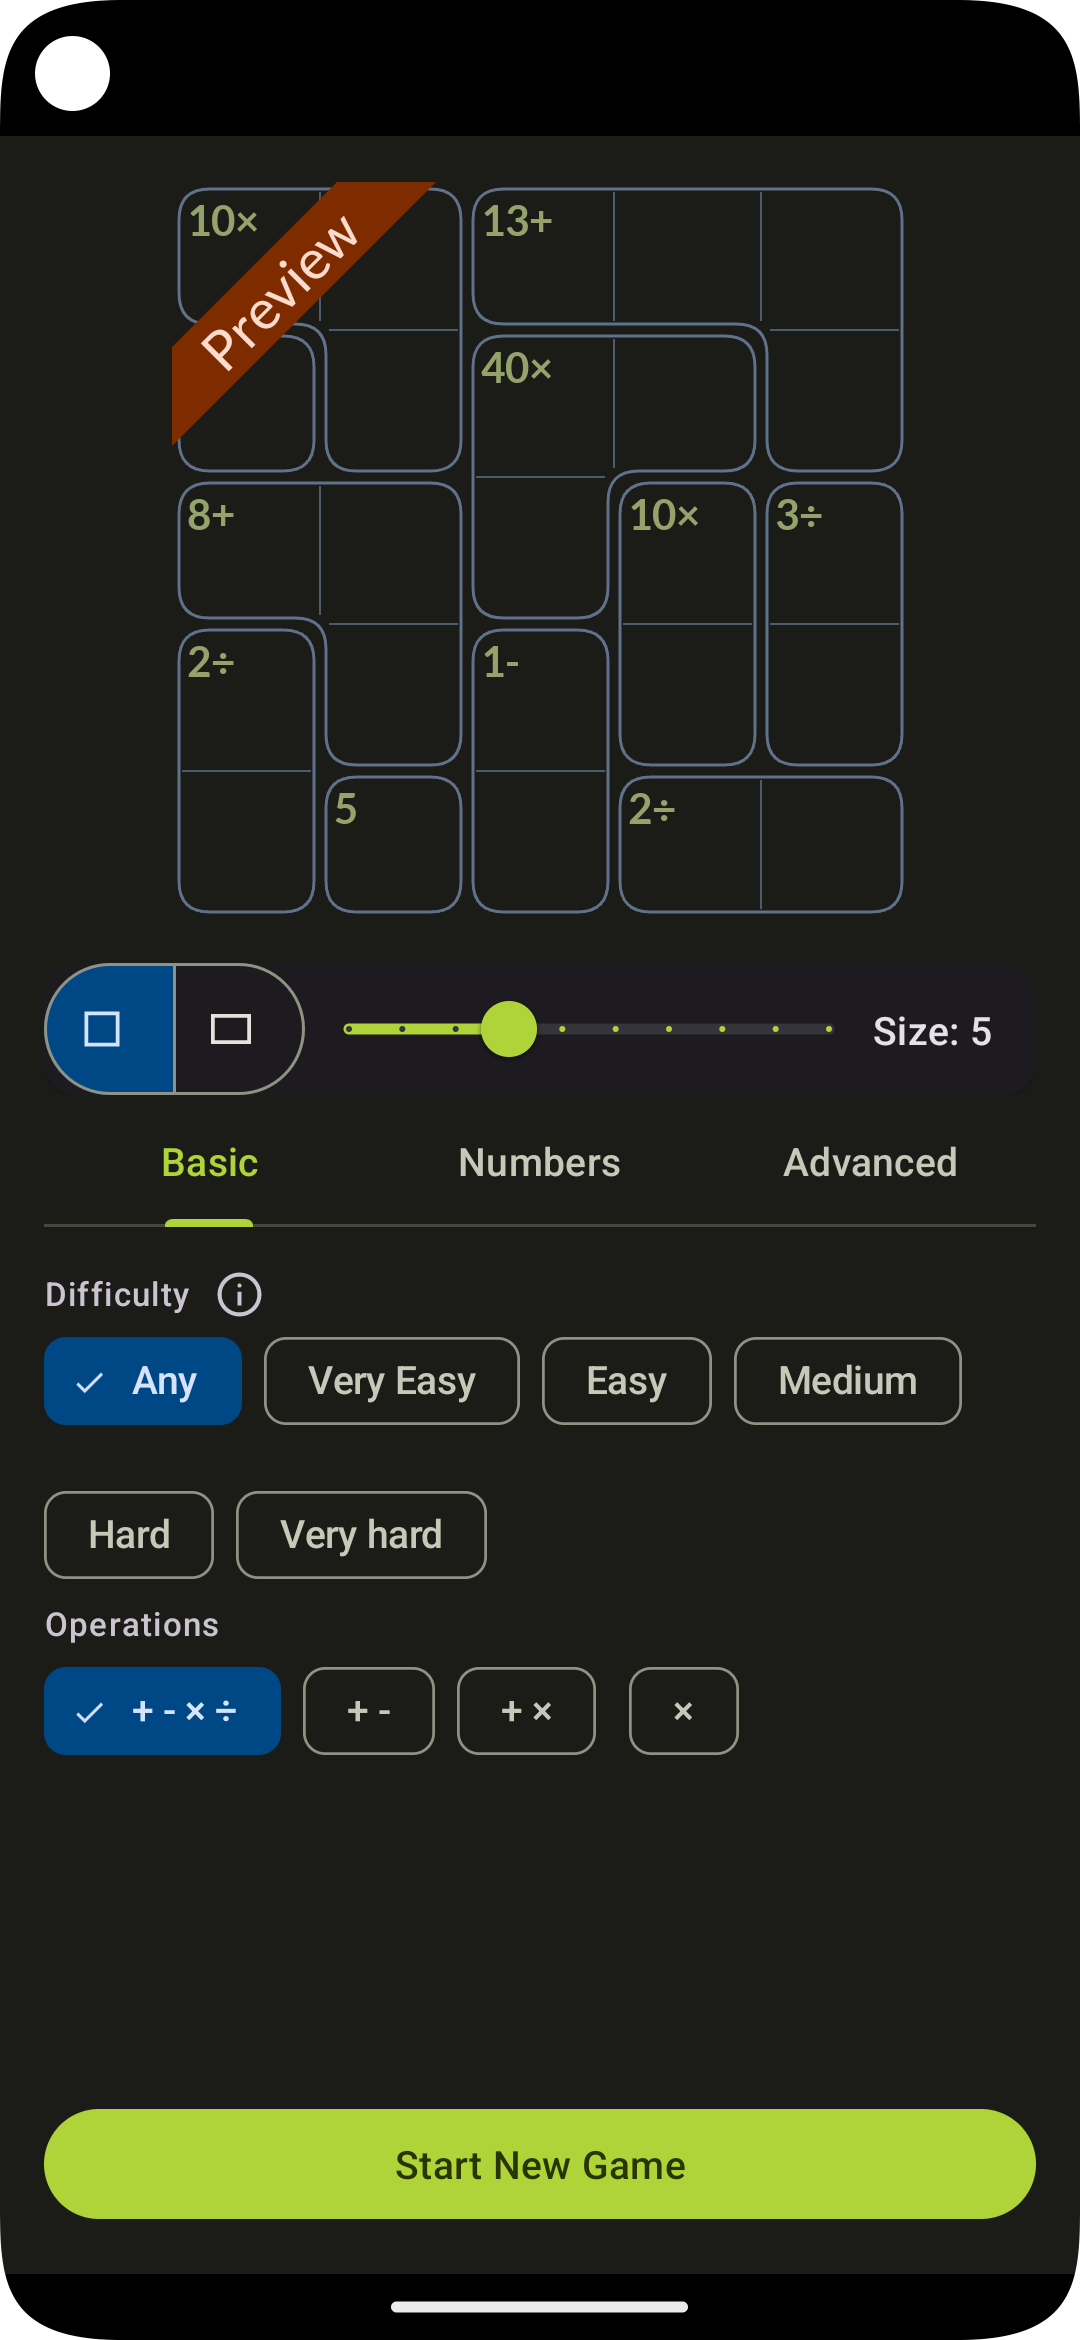 10× 13+
Preview
40×
8+ 10× 3÷
2÷ 1-
5 2÷
Size: 5
Basic Numbers Advanced
Difficulty
Any Very Easy Easy Medium
Hard Very hard
Operations
+ - × ÷ + - + × ×
Start New Game